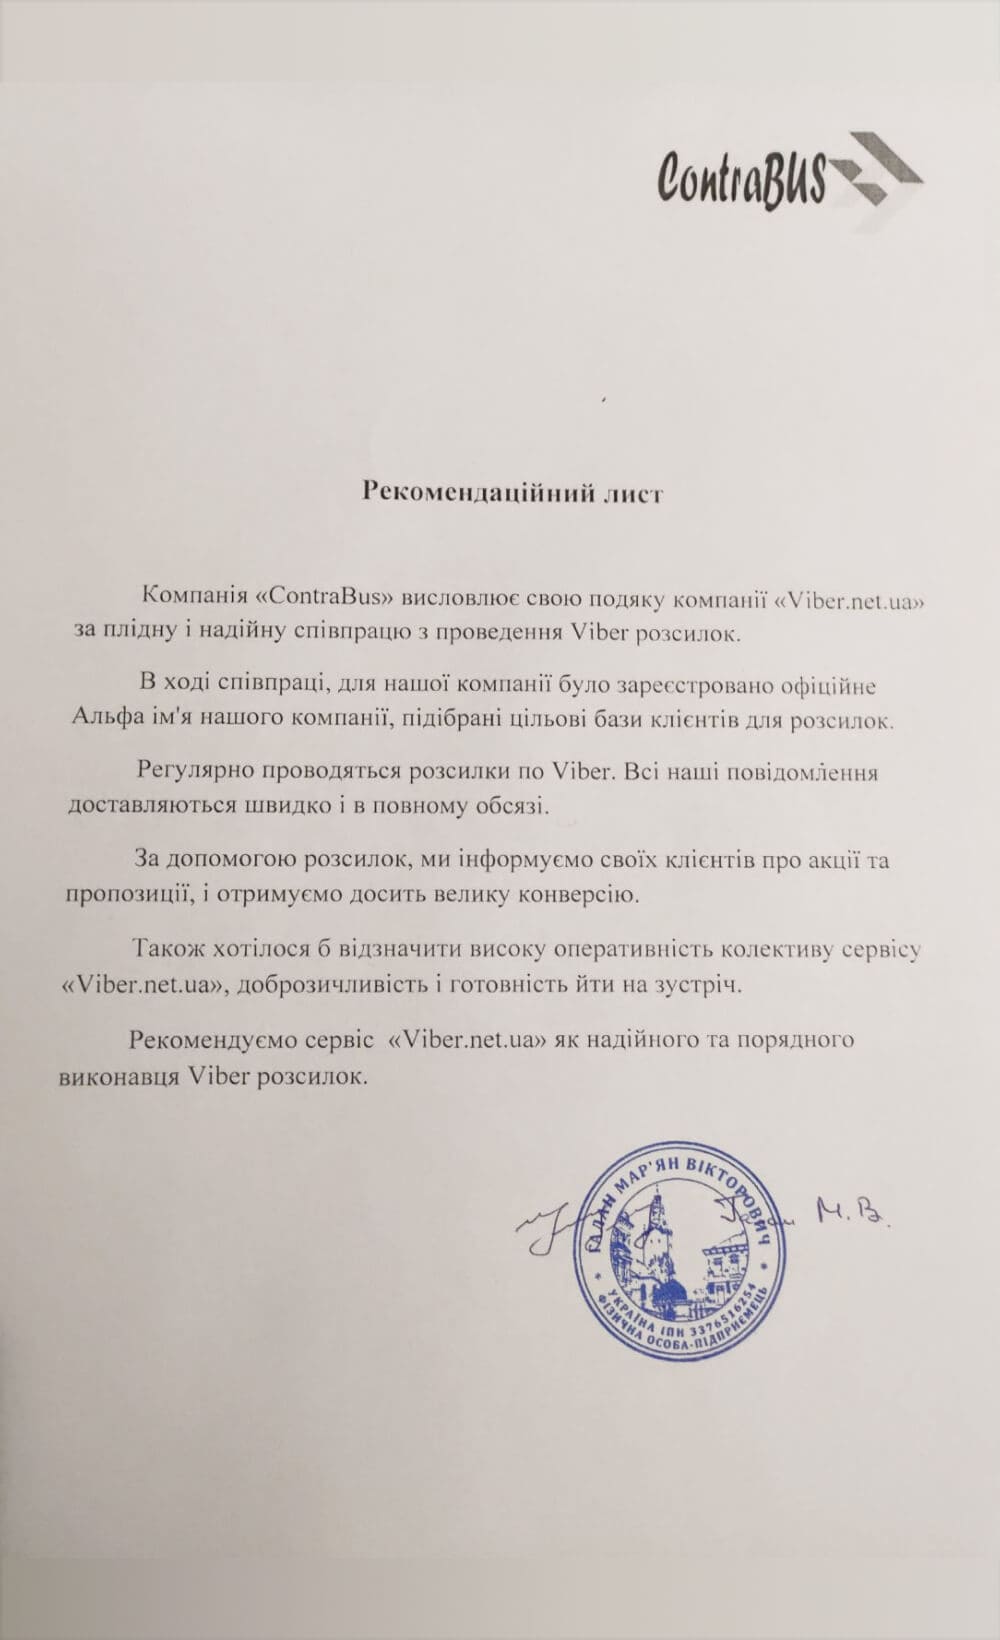 ContraBUS
Рекомендаційний лист
Компанія «ContraBus» висловлює свою подяку компанії «Viber.net.ua»
за плідну і надійну співпрацю з проведення Viber розсилок.
В ході співпраці, для нашої компанії було зареєстровано офіційне
Альфа ім'я нашого компанії, підібрані цільові бази клієнтів для розсилок.
Регулярно проводяться розсилки по Viber. Всі наші повідомлення
доставляються швидко і в повному обсязі.
За допомогою розсилок, ми інформуємо своїх клієнтів про акції та
пропозиції, і отримуємо досить велику конверсію.
Також хотілося б відзначити високу оперативність колективу сервісу
«Viber.net.ua», доброзичливість і готовність йти на зустріч.
Рекомендуємо сервіс «Viber.net.ua» як надійного та порядного
виконавця Viber розсилок.
Галан М.В.
ГАЛАН МАР'ЯН ВІКТОРОВИЧ
УКРАЇНА ІПН 3376516254
ФІЗИЧНА ОСОБА-ПІДПРИЄМЕЦЬ